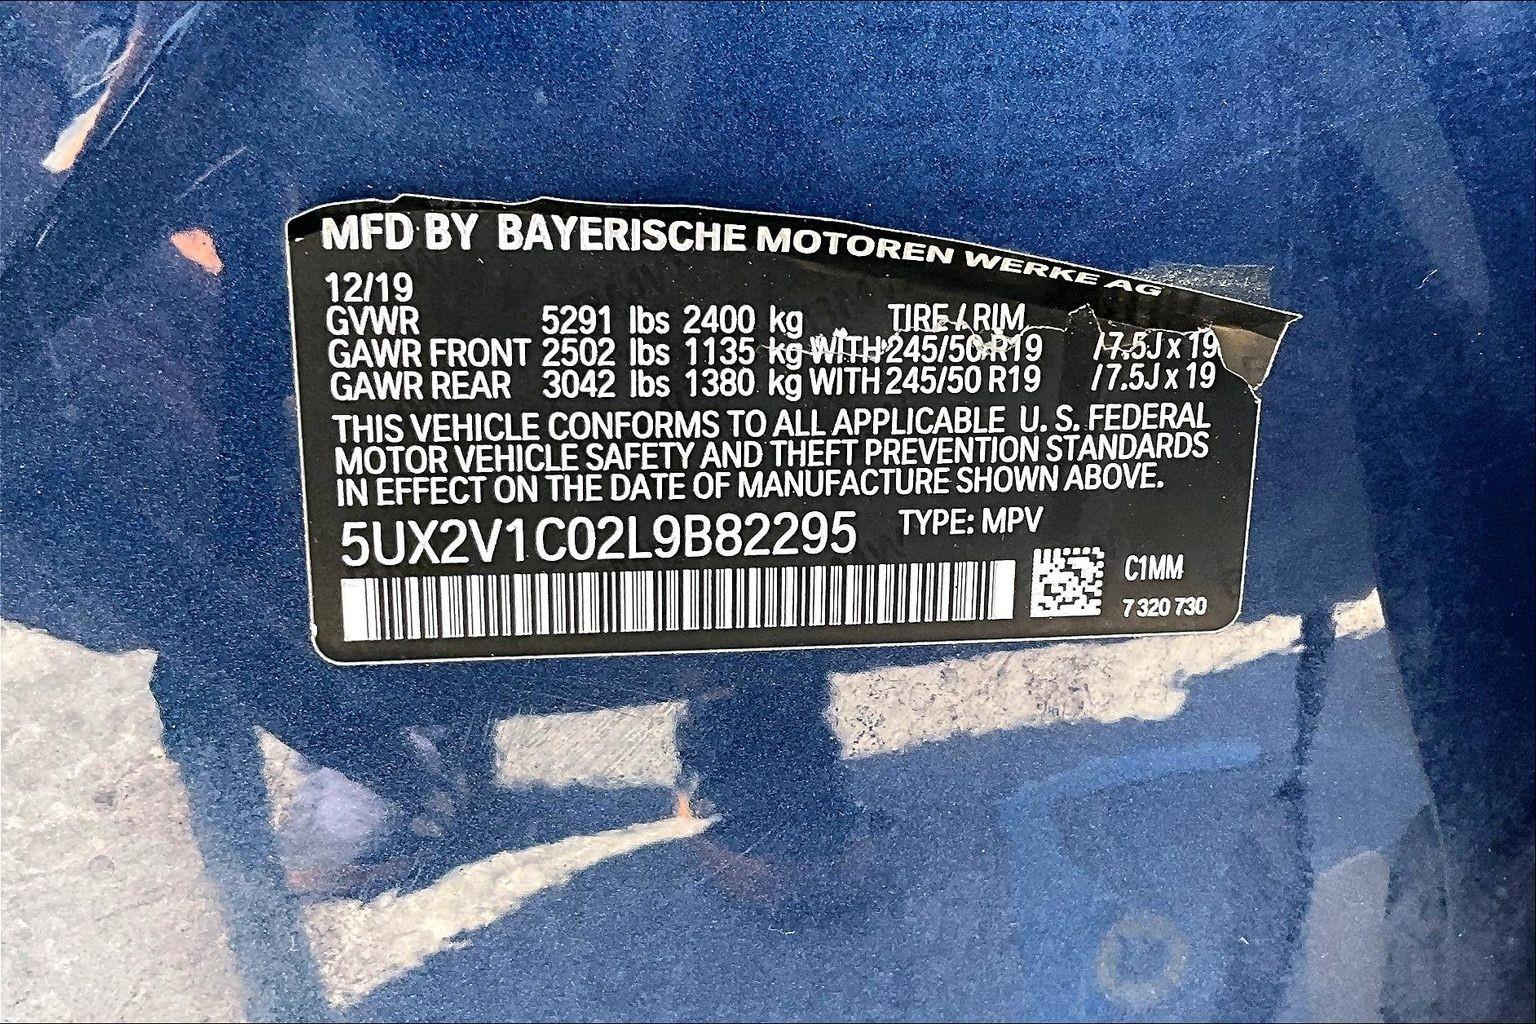 MFD BY BAYERISCHE MOTOREN WERKE AG
12/19
GVWR 5291 lbs 2400 kg TIRE / RIM
GAWR FRONT 2502 lbs 1135 kg WITH 245/50 R19 /7.5J x 19
GAWR REAR 3042 lbs 1380 kg WITH 245/50 R19 /7.5J x 19
THIS VEHICLE CONFORMS TO ALL APPLICABLE U. S. FEDERAL
MOTOR VEHICLE SAFETY AND THEFT PREVENTION STANDARDS
IN EFFECT ON THE DATE OF MANUFACTURE SHOWN ABOVE.
5UX2V1C02L9B82295 TYPE: MPV
C1MM
7 320 730